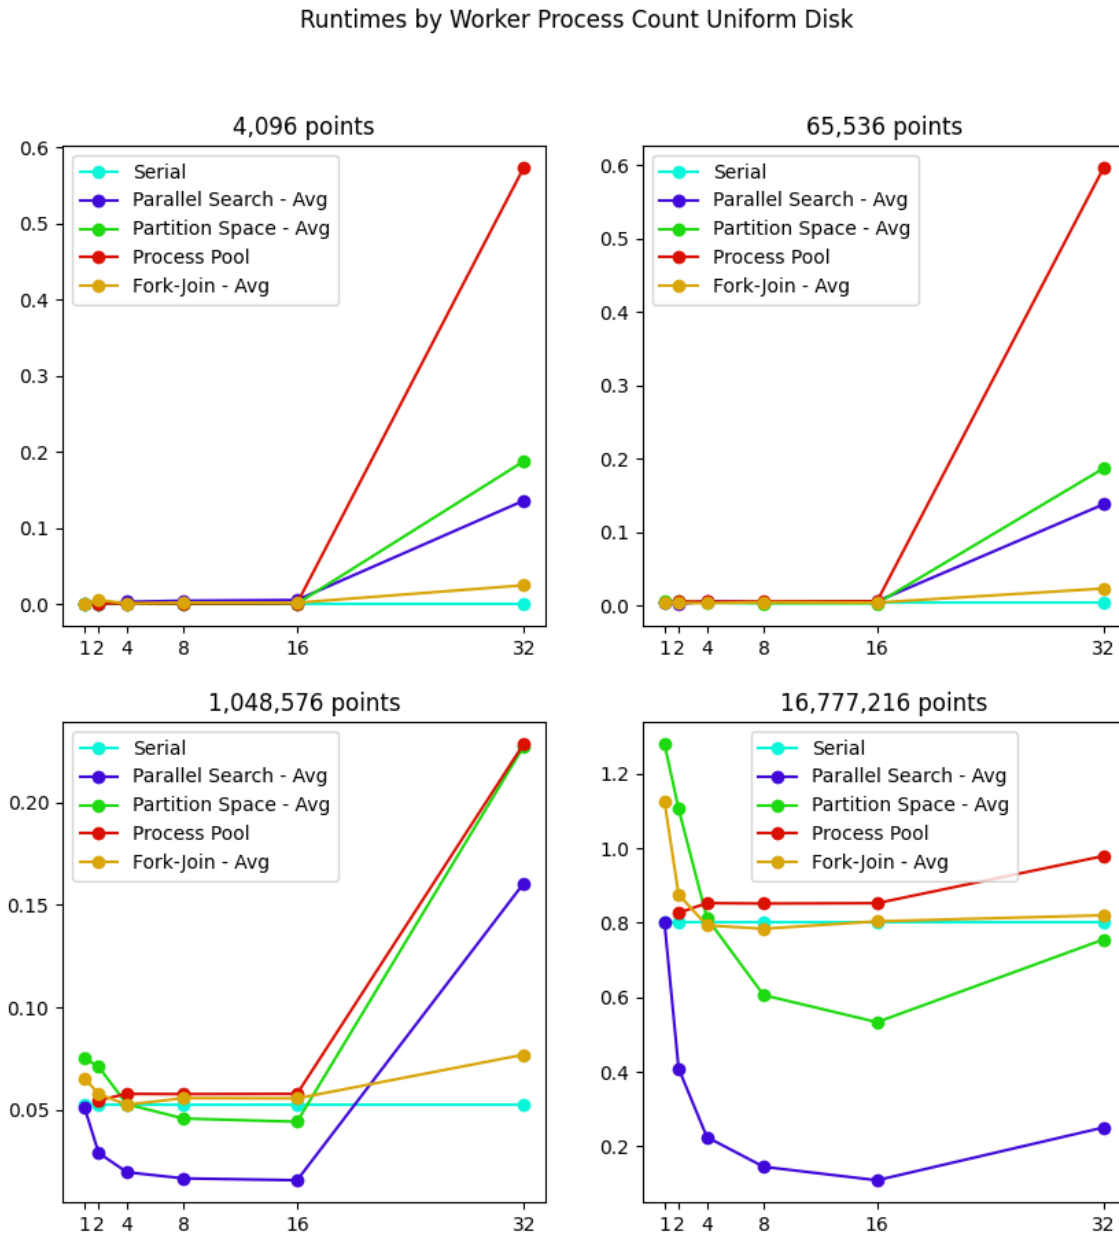 Runtimes by Worker Process Count Uniform Disk
4,096 points
0.6
0.5
0.4
0.3
0.2
0.1
0.0
Serial
Parallel Search - Avg
Partition Space - Avg
Process Pool
Fork-Join - Avg
1 2 4 8 16 32
65,536 points
0.6
0.5
0.4
0.3
0.2
0.1
0.0
Serial
Parallel Search - Avg
Partition Space - Avg
Process Pool
Fork-Join - Avg
1 2 4 8 16 32
1,048,576 points
0.20
0.15
0.10
0.05
Serial
Parallel Search - Avg
Partition Space - Avg
Process Pool
Fork-Join - Avg
1 2 4 8 16 32
16,777,216 points
1.2
1.0
0.8
0.6
0.4
0.2
Serial
Parallel Search - Avg
Partition Space - Avg
Process Pool
Fork-Join - Avg
1 2 4 8 16 32